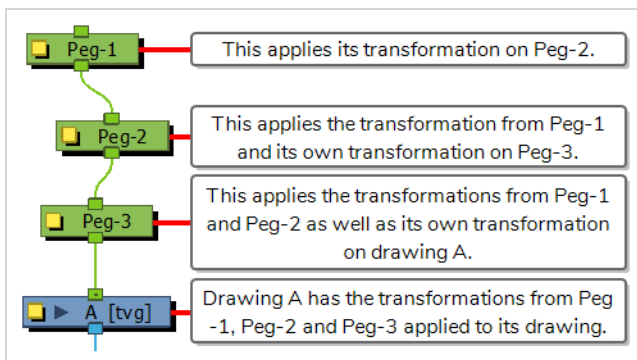 Peg-1
This applies its transformation on Peg-2.
Peg-2
This applies the transformation from Peg-1
and its own transformation on Peg-3.
Peg-3
This applies the transformations from Peg-1
and Peg-2 as well as its own transformation
on drawing A.
A [tvg]
Drawing A has the transformations from Peg
-1, Peg-2 and Peg-3 applied to its drawing.